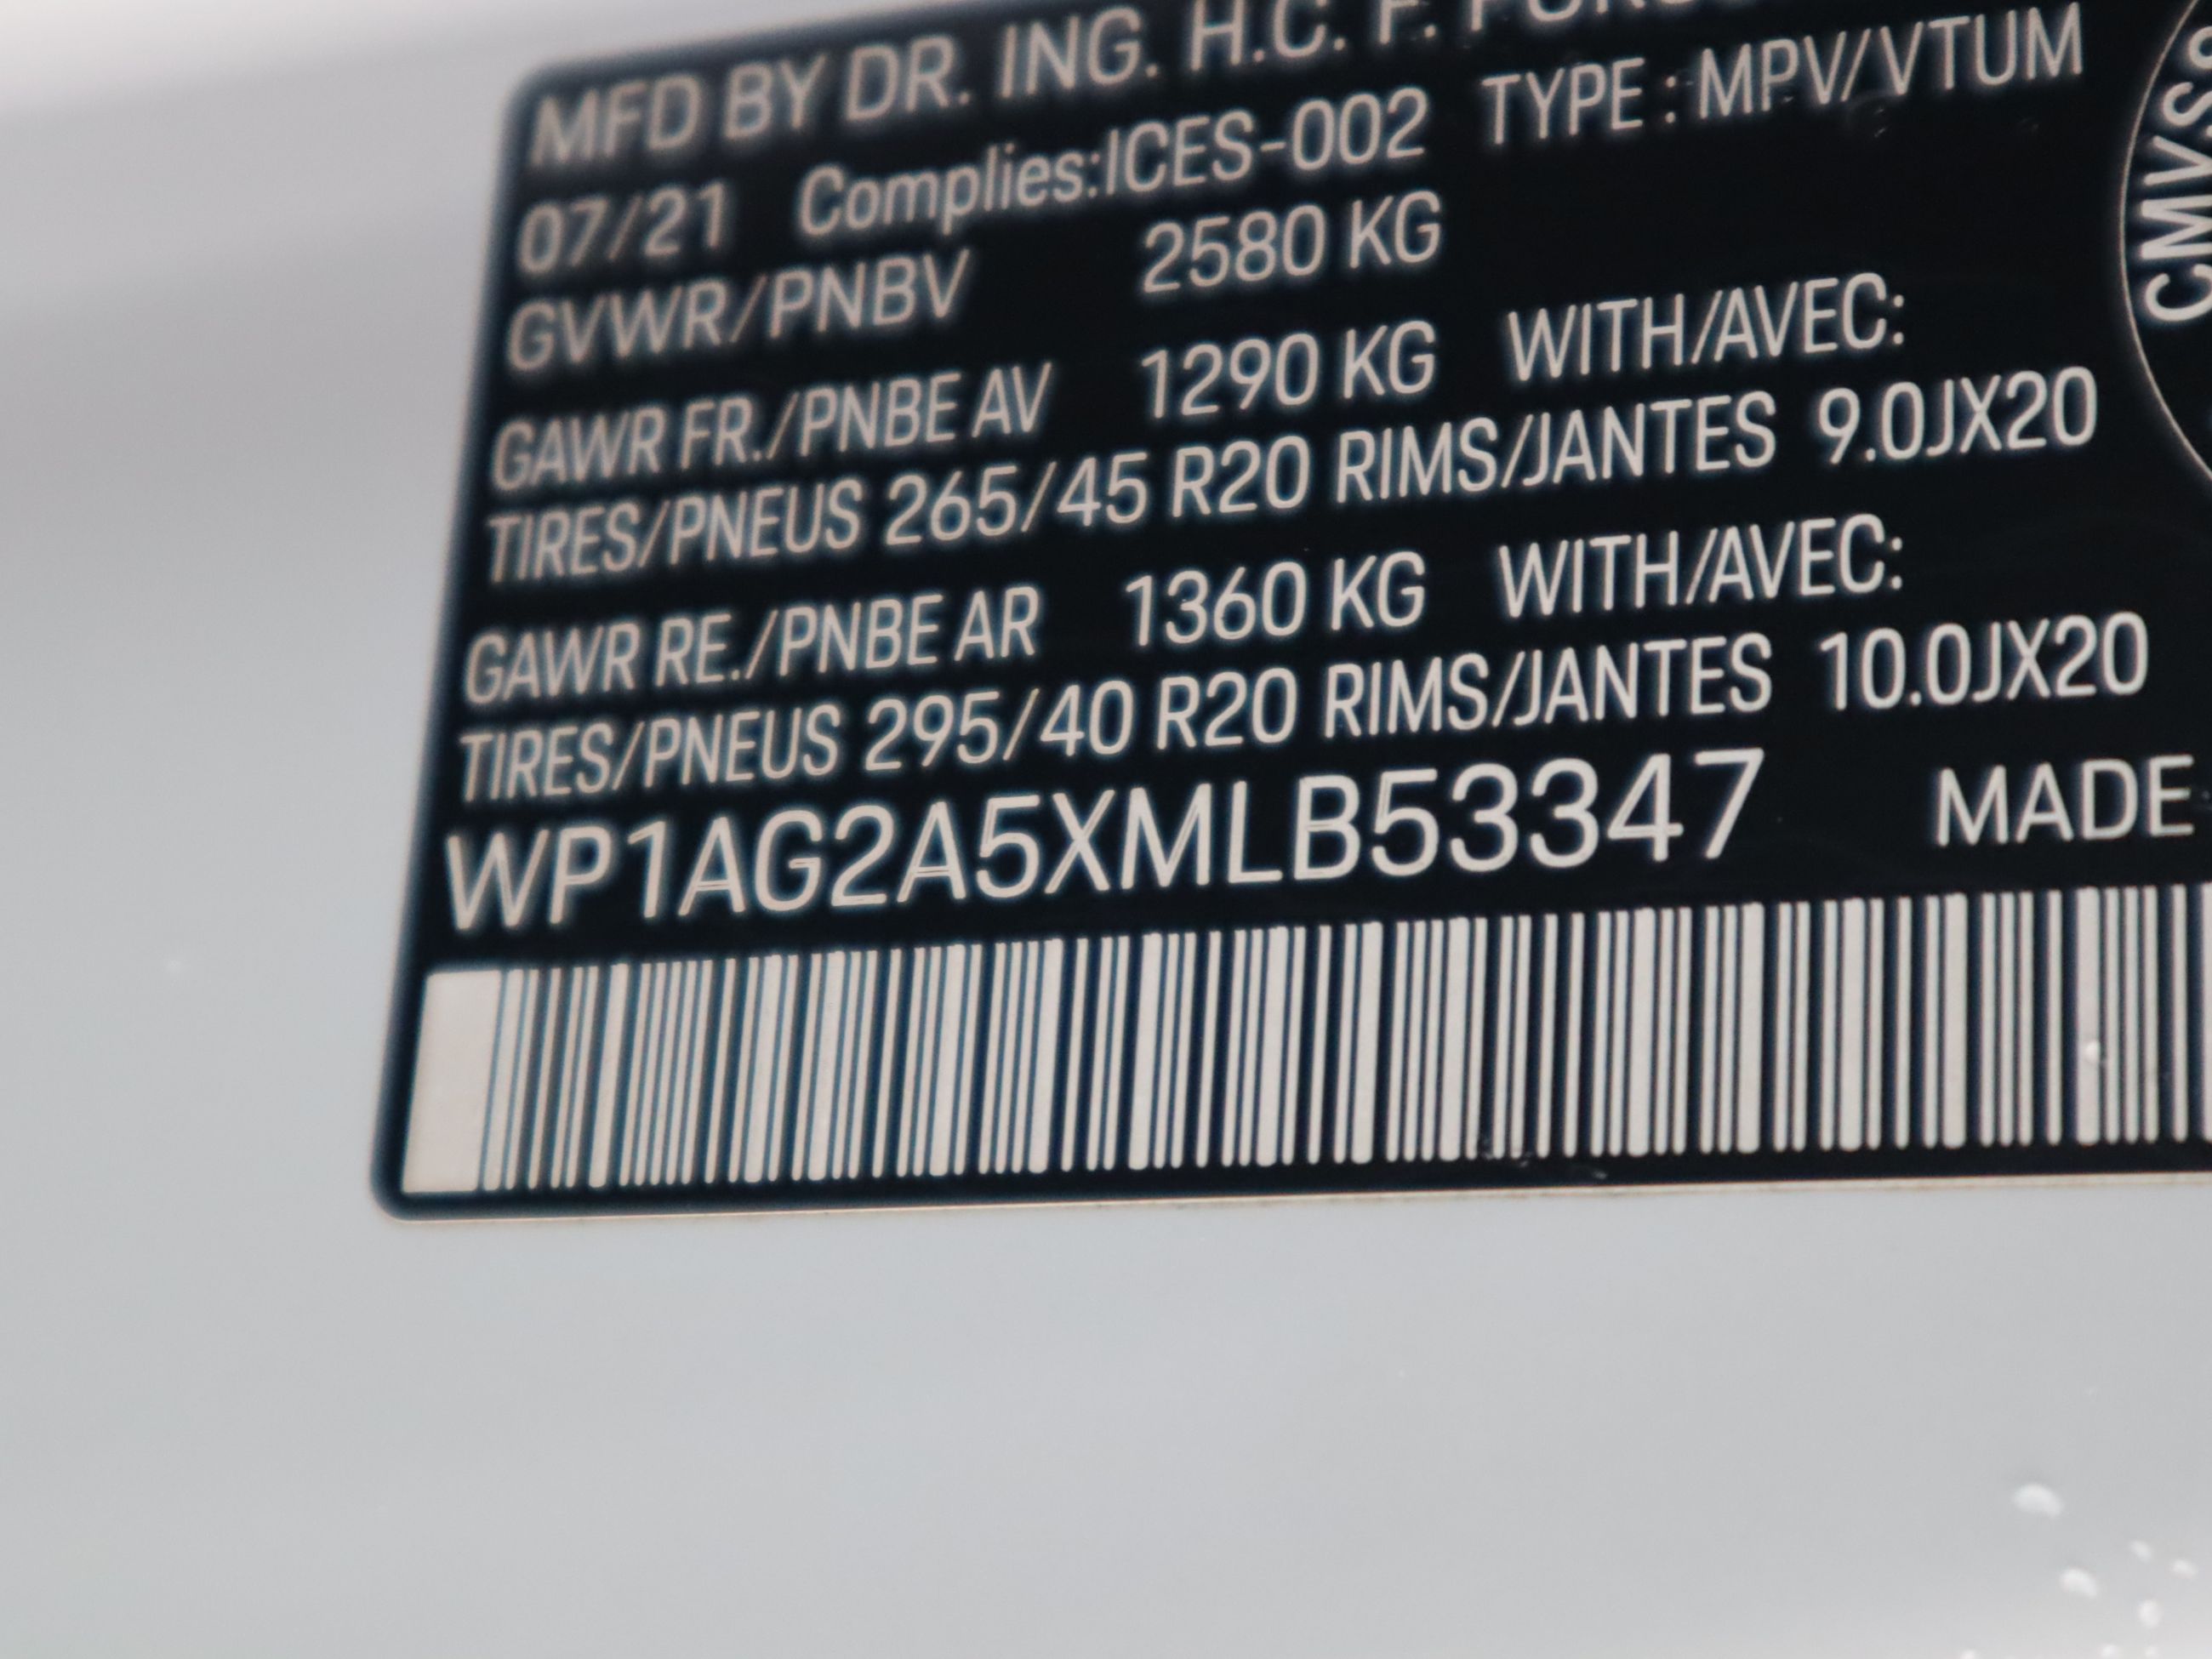 MFD BY DR. ING. H.C. F.
07/21 Complies:ICES-002 TYPE : MPV/VTUM
GVWR/PNBV 2580 KG
GAWR FR./PNBE AV 1290 KG WITH/AVEC:
TIRES/PNEUS 265/45 R20 RIMS/JANTES 9.0JX20
GAWR RE./PNBE AR 1360 KG WITH/AVEC:
TIRES/PNEUS 295/40 R20 RIMS/JANTES 10.0JX20
WP1AG2A5XMLB53347 MADE